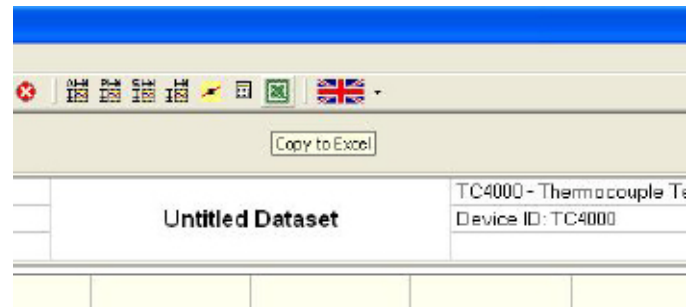 Copy to Excel
TC4000 - Thermocouple Te
Untitled Dataset
Device ID: TC4000